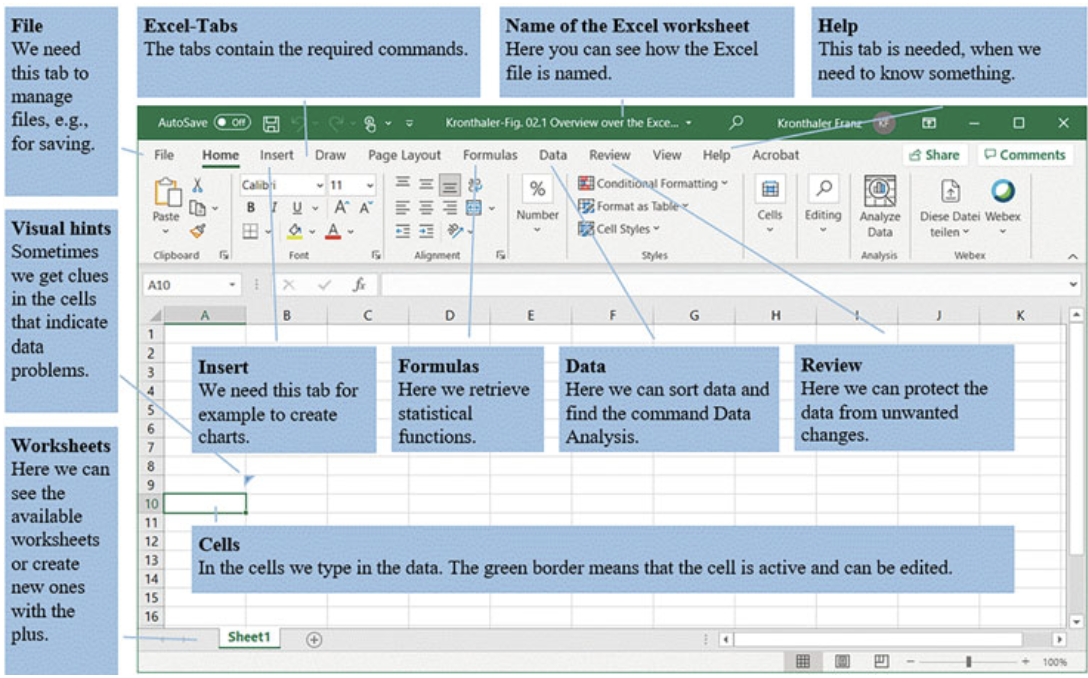 File
We need
this tab to
manage
files, e.g.,
for saving.
Excel-Tabs
The tabs contain the required commands.
Name of the Excel worksheet
Here you can see how the Excel
file is named.
Help
This tab is needed, when we
need to know something.
Visual hints
Sometimes
we get clues
in the cells
that indicate
data
problems.
Worksheets
Here we can
see the
available
worksheets
or create
new ones
with the
plus.
AutoSave Off Kronthaler-Fig. 02.1 Overview over the Exce... Kronthaler Franz KF
File Home Insert Draw Page Layout Formulas Data Review View Help Acrobat Share Comments
Paste
Calibri 11
B I U A A
A
%
Number
Conditional Formatting
Format as Table
Cell Styles
Cells
Editing
Analyze
Data
Diese Datei
teilen
Webex
Clipboard Font Alignment Styles Analysis Webex
A10 fx
A B C D E F G H I J K
1
2
3
4
5
6
7
8
9
10
11
12
13
14
15
16
Insert
We need this tab for
example to create
charts.
Formulas
Here we retrieve
statistical
functions.
Data
Here we can sort data and
find the command Data
Analysis.
Review
Here we can protect the
data from unwanted
changes.
Cells
In the cells we type in the data. The green border means that the cell is active and can be edited.
Sheet1
100%